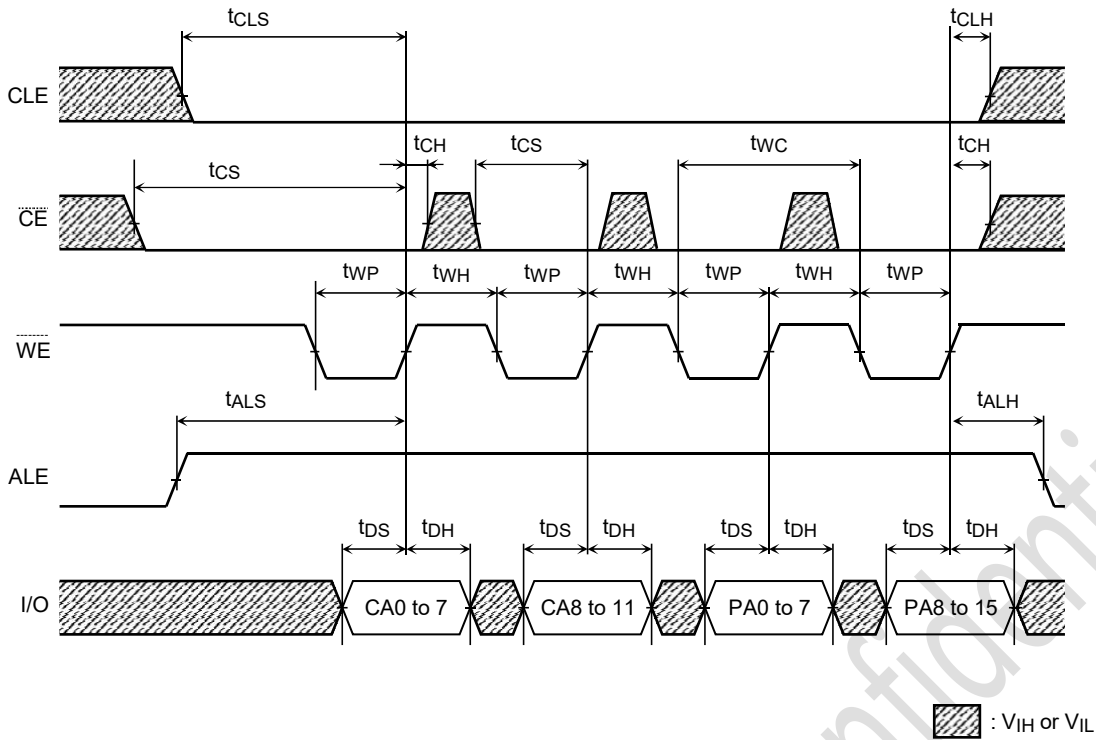 tCLS tCLH
CLE
tCH tCS tWC tCH
tCS
CE
tWP tWH tWP tWH tWP tWH tWP
WE
tALS tALH
ALE
tDS tDH tDS tDH tDS tDH tDS tDH
I/O CA0 to 7 CA8 to 11 PA0 to 7 PA8 to 15
: VIH or VIL